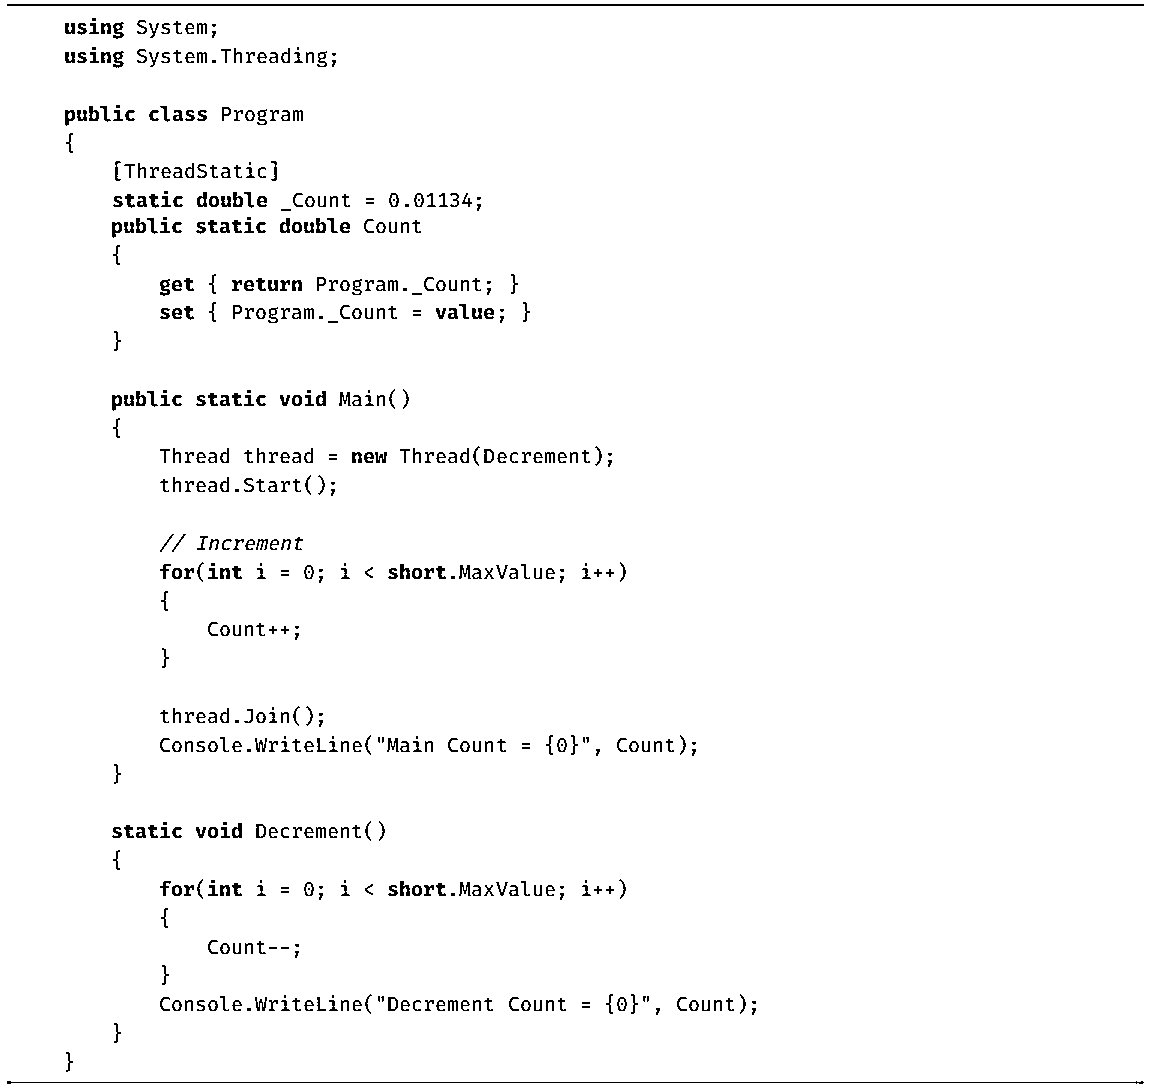 using System;
using System.Threading;

public class Program
{
    [ThreadStatic]
    static double _Count = 0.01134;
    public static double Count
    {
        get { return Program._Count; }
        set { Program._Count = value; }
    }

    public static void Main()
    {
        Thread thread = new Thread(Decrement);
        thread.Start();

        // Increment
        for(int i = 0; i < short.MaxValue; i++)
        {
            Count++;
        }

        thread.Join();
        Console.WriteLine("Main Count = {0}", Count);
    }

    static void Decrement()
    {
        for(int i = 0; i < short.MaxValue; i++)
        {
            Count--;
        }
        Console.WriteLine("Decrement Count = {0}", Count);
    }
}